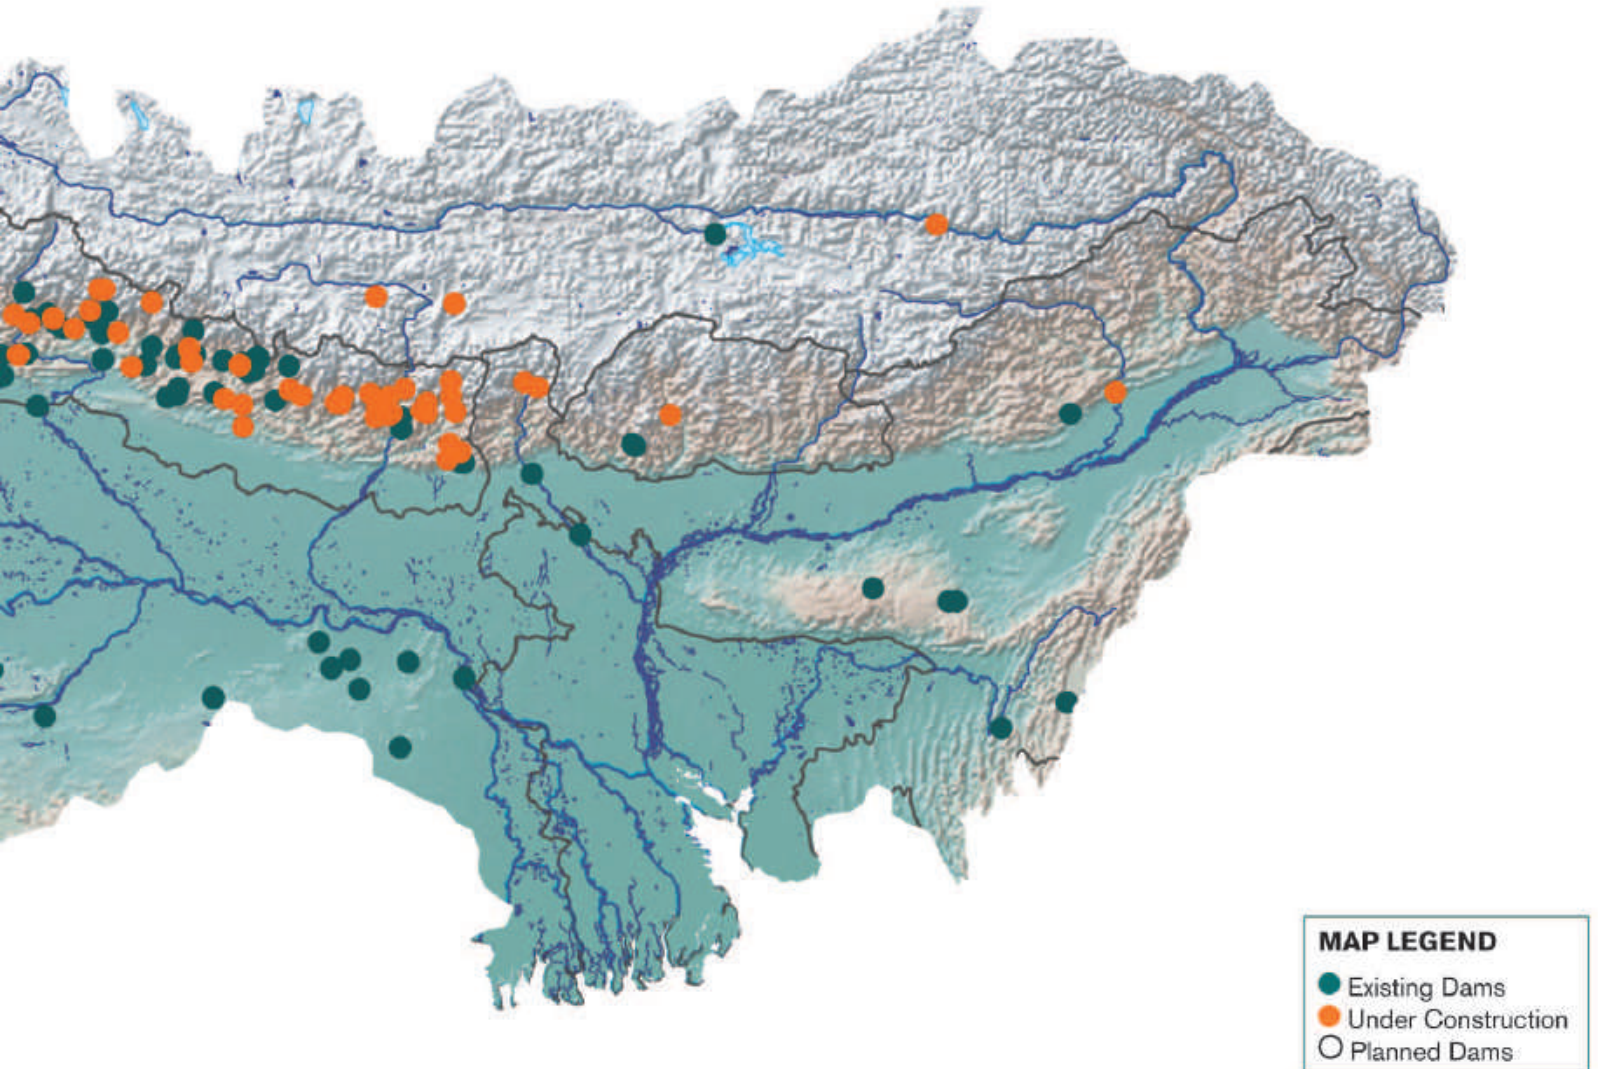 MAP LEGEND
Existing Dams
Under Construction
Planned Dams